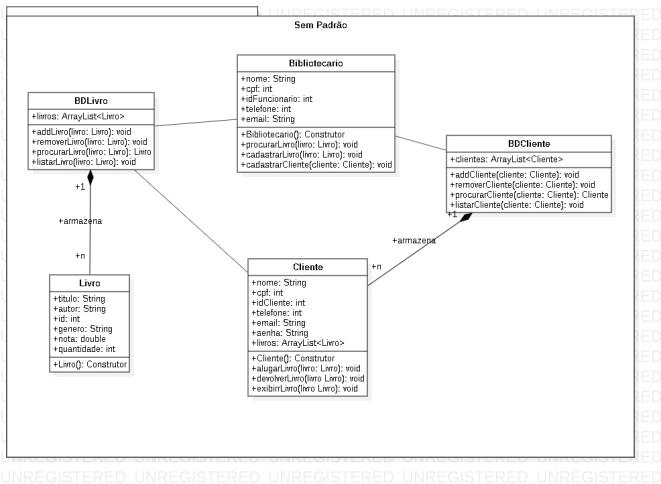 Sem Padrão
Bibliotecario
+nome: String
+cpf: int
+idFuncionario: int
+telefone: int
+email: String
+Bibliotecario(): Construtor
+procurarLivro(livro: Livro): void
+cadastrarLivro(livro: Livro): void
+cadastrarCliente(cliente: Cliente): void
BDLivro
+livros: ArrayList<Livro>
+addLivro(livro: Livro): void
+removerLivro(livro: Livro): void
+procurarLivro(livro: Livro): Livro
+listarLivro(livro: Livro): void
BDCliente
+clientes: ArrayList<Cliente>
+addCliente(cliente: Cliente): void
+removerCliente(cliente: Cliente): void
+procurarCliente(cliente: Cliente): Cliente
+listarCliente(cliente: Cliente): void
+1
+armazena
+n
+1
+armazena
+n
Livro
+titulo: String
+autor: String
+id: int
+genero: String
+nota: double
+quantidade: int
+Livro(): Construtor
Cliente
+nome: String
+cpf: int
+idCliente: int
+telefone: int
+email: String
+senha: String
+livros: ArrayList<Livro>
+Cliente(): Construtor
+alugarLivro(livro: Livro): void
+devolverLivro(livro Livro): void
+exibirrLivro(livro Livro): void
UNREGISTERED UNREGISTERED UNREGISTERED UNREGISTERED UNREGISTERED